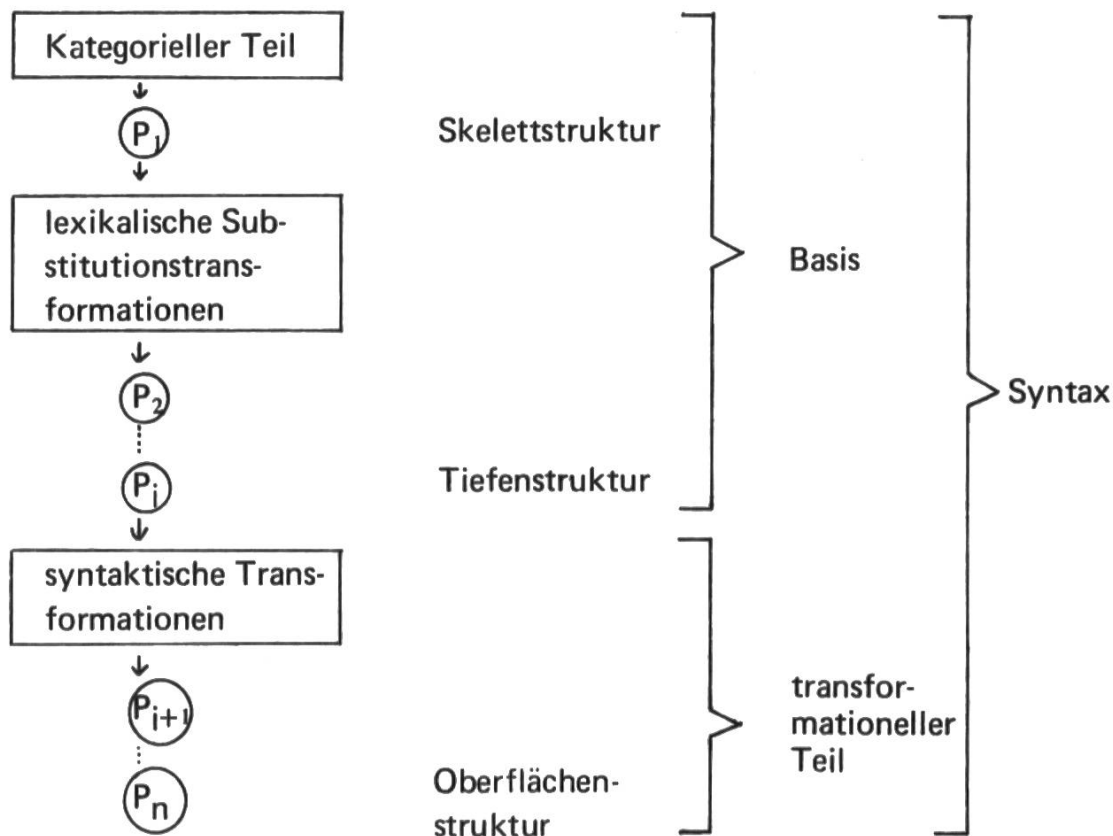 Kategorieller Teil
P₁
Skelettstruktur
lexikalische Sub-
stitutionstrans-
formationen
Basis
P₂
Syntax
Pᵢ
Tiefenstruktur
syntaktische Trans-
formationen
Pᵢ₊₁
transfor-
mationeller
Teil
Pₙ
Oberflächen-
struktur